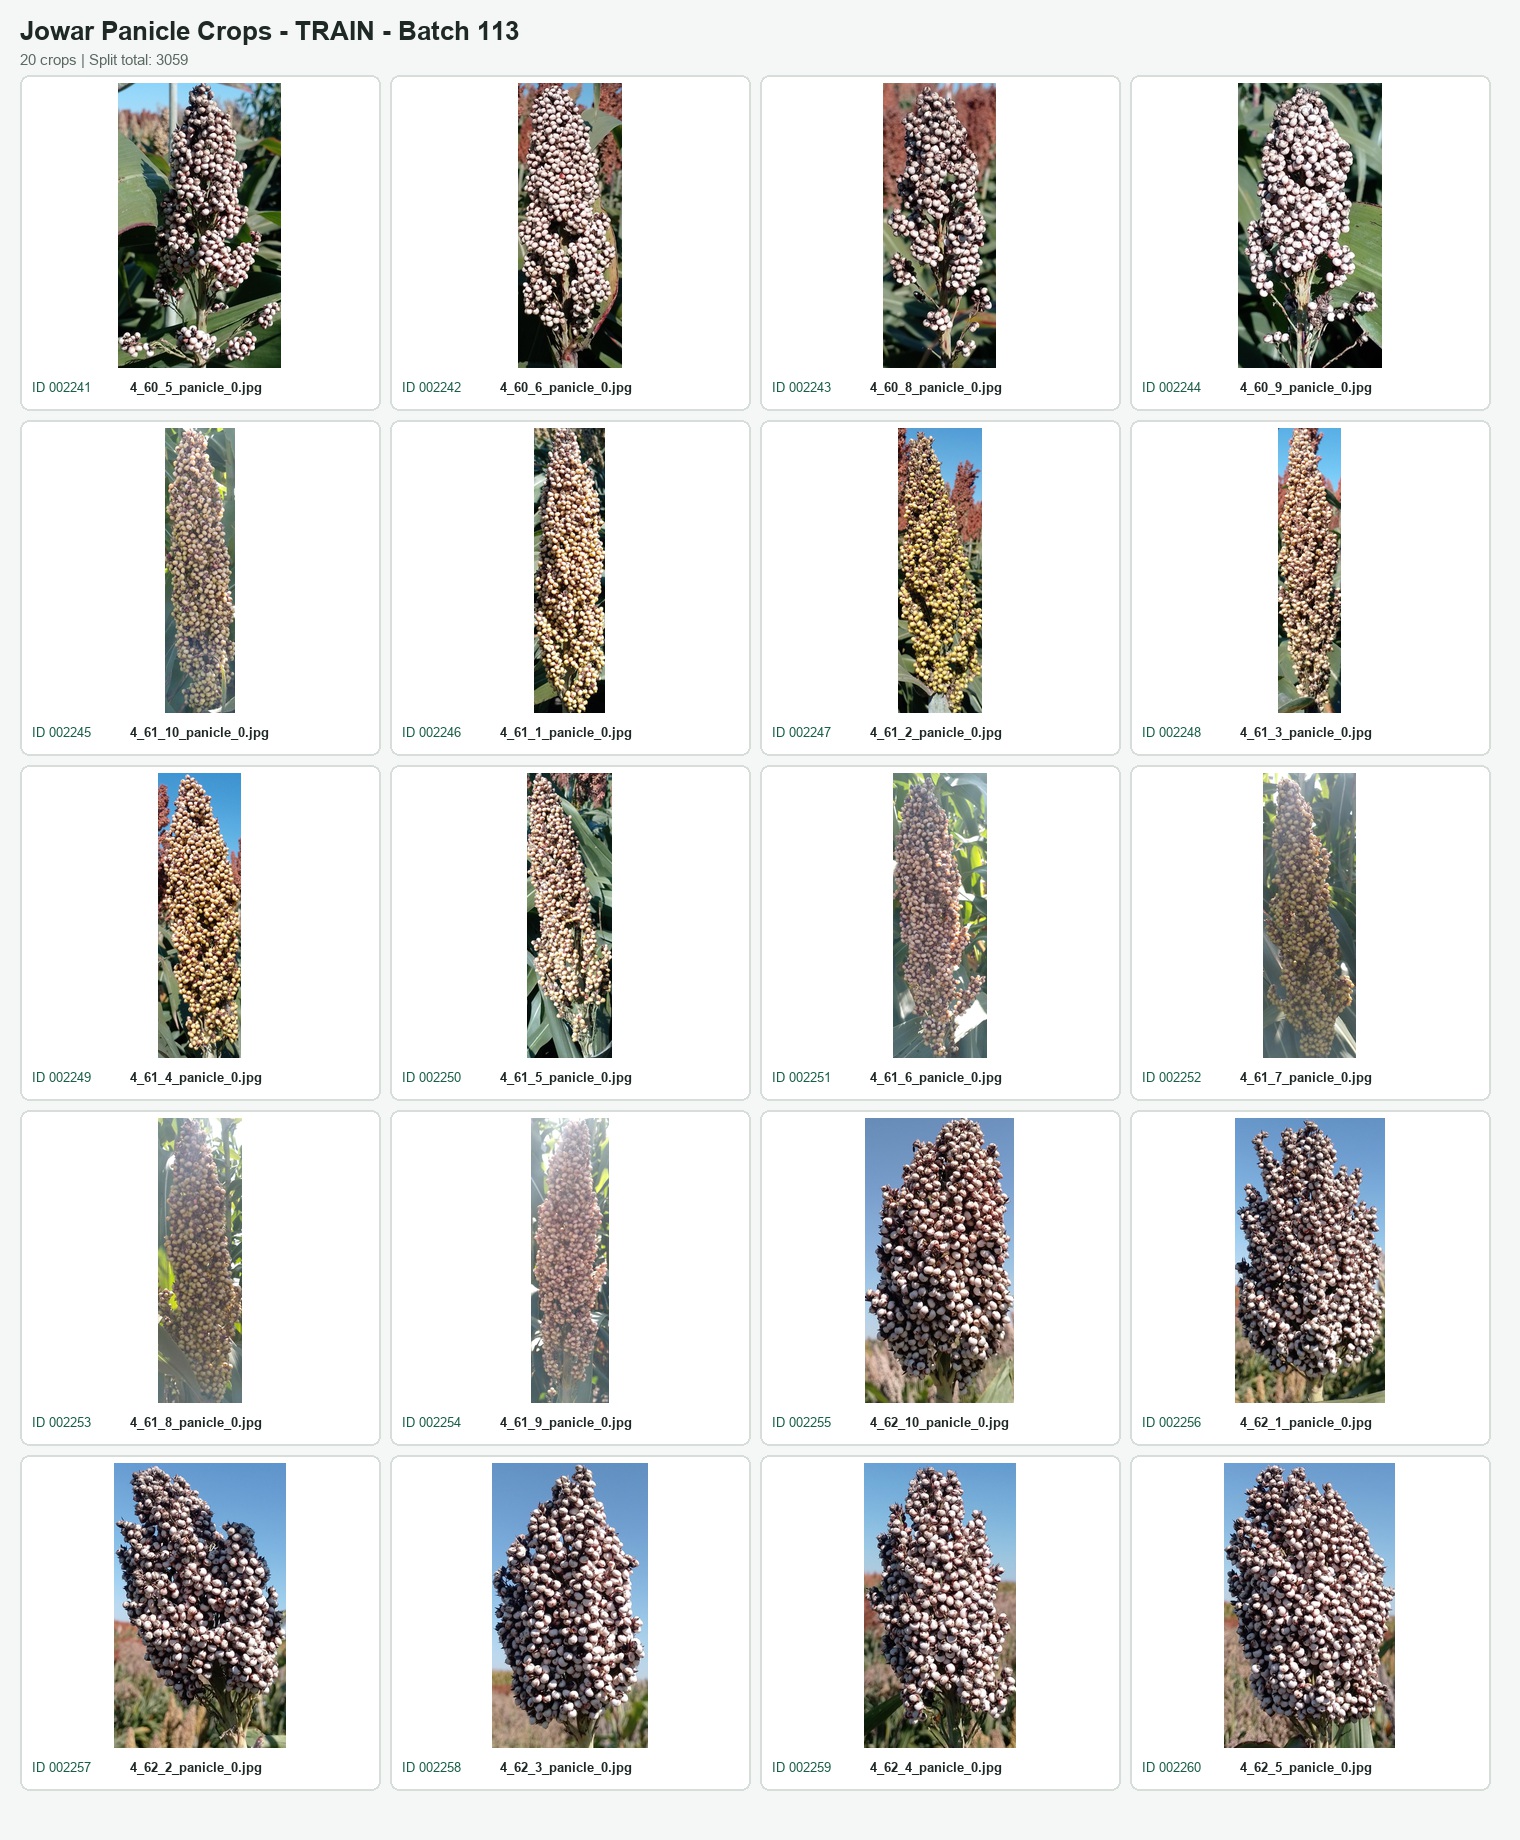 Jowar Panicle Crops - TRAIN - Batch 113
20 crops | Split total: 3059
ID 002241 4_60_5_panicle_0.jpg
ID 002242 4_60_6_panicle_0.jpg
ID 002243 4_60_8_panicle_0.jpg
ID 002244 4_60_9_panicle_0.jpg
ID 002245 4_61_10_panicle_0.jpg
ID 002246 4_61_1_panicle_0.jpg
ID 002247 4_61_2_panicle_0.jpg
ID 002248 4_61_3_panicle_0.jpg
ID 002249 4_61_4_panicle_0.jpg
ID 002250 4_61_5_panicle_0.jpg
ID 002251 4_61_6_panicle_0.jpg
ID 002252 4_61_7_panicle_0.jpg
ID 002253 4_61_8_panicle_0.jpg
ID 002254 4_61_9_panicle_0.jpg
ID 002255 4_62_10_panicle_0.jpg
ID 002256 4_62_1_panicle_0.jpg
ID 002257 4_62_2_panicle_0.jpg
ID 002258 4_62_3_panicle_0.jpg
ID 002259 4_62_4_panicle_0.jpg
ID 002260 4_62_5_panicle_0.jpg